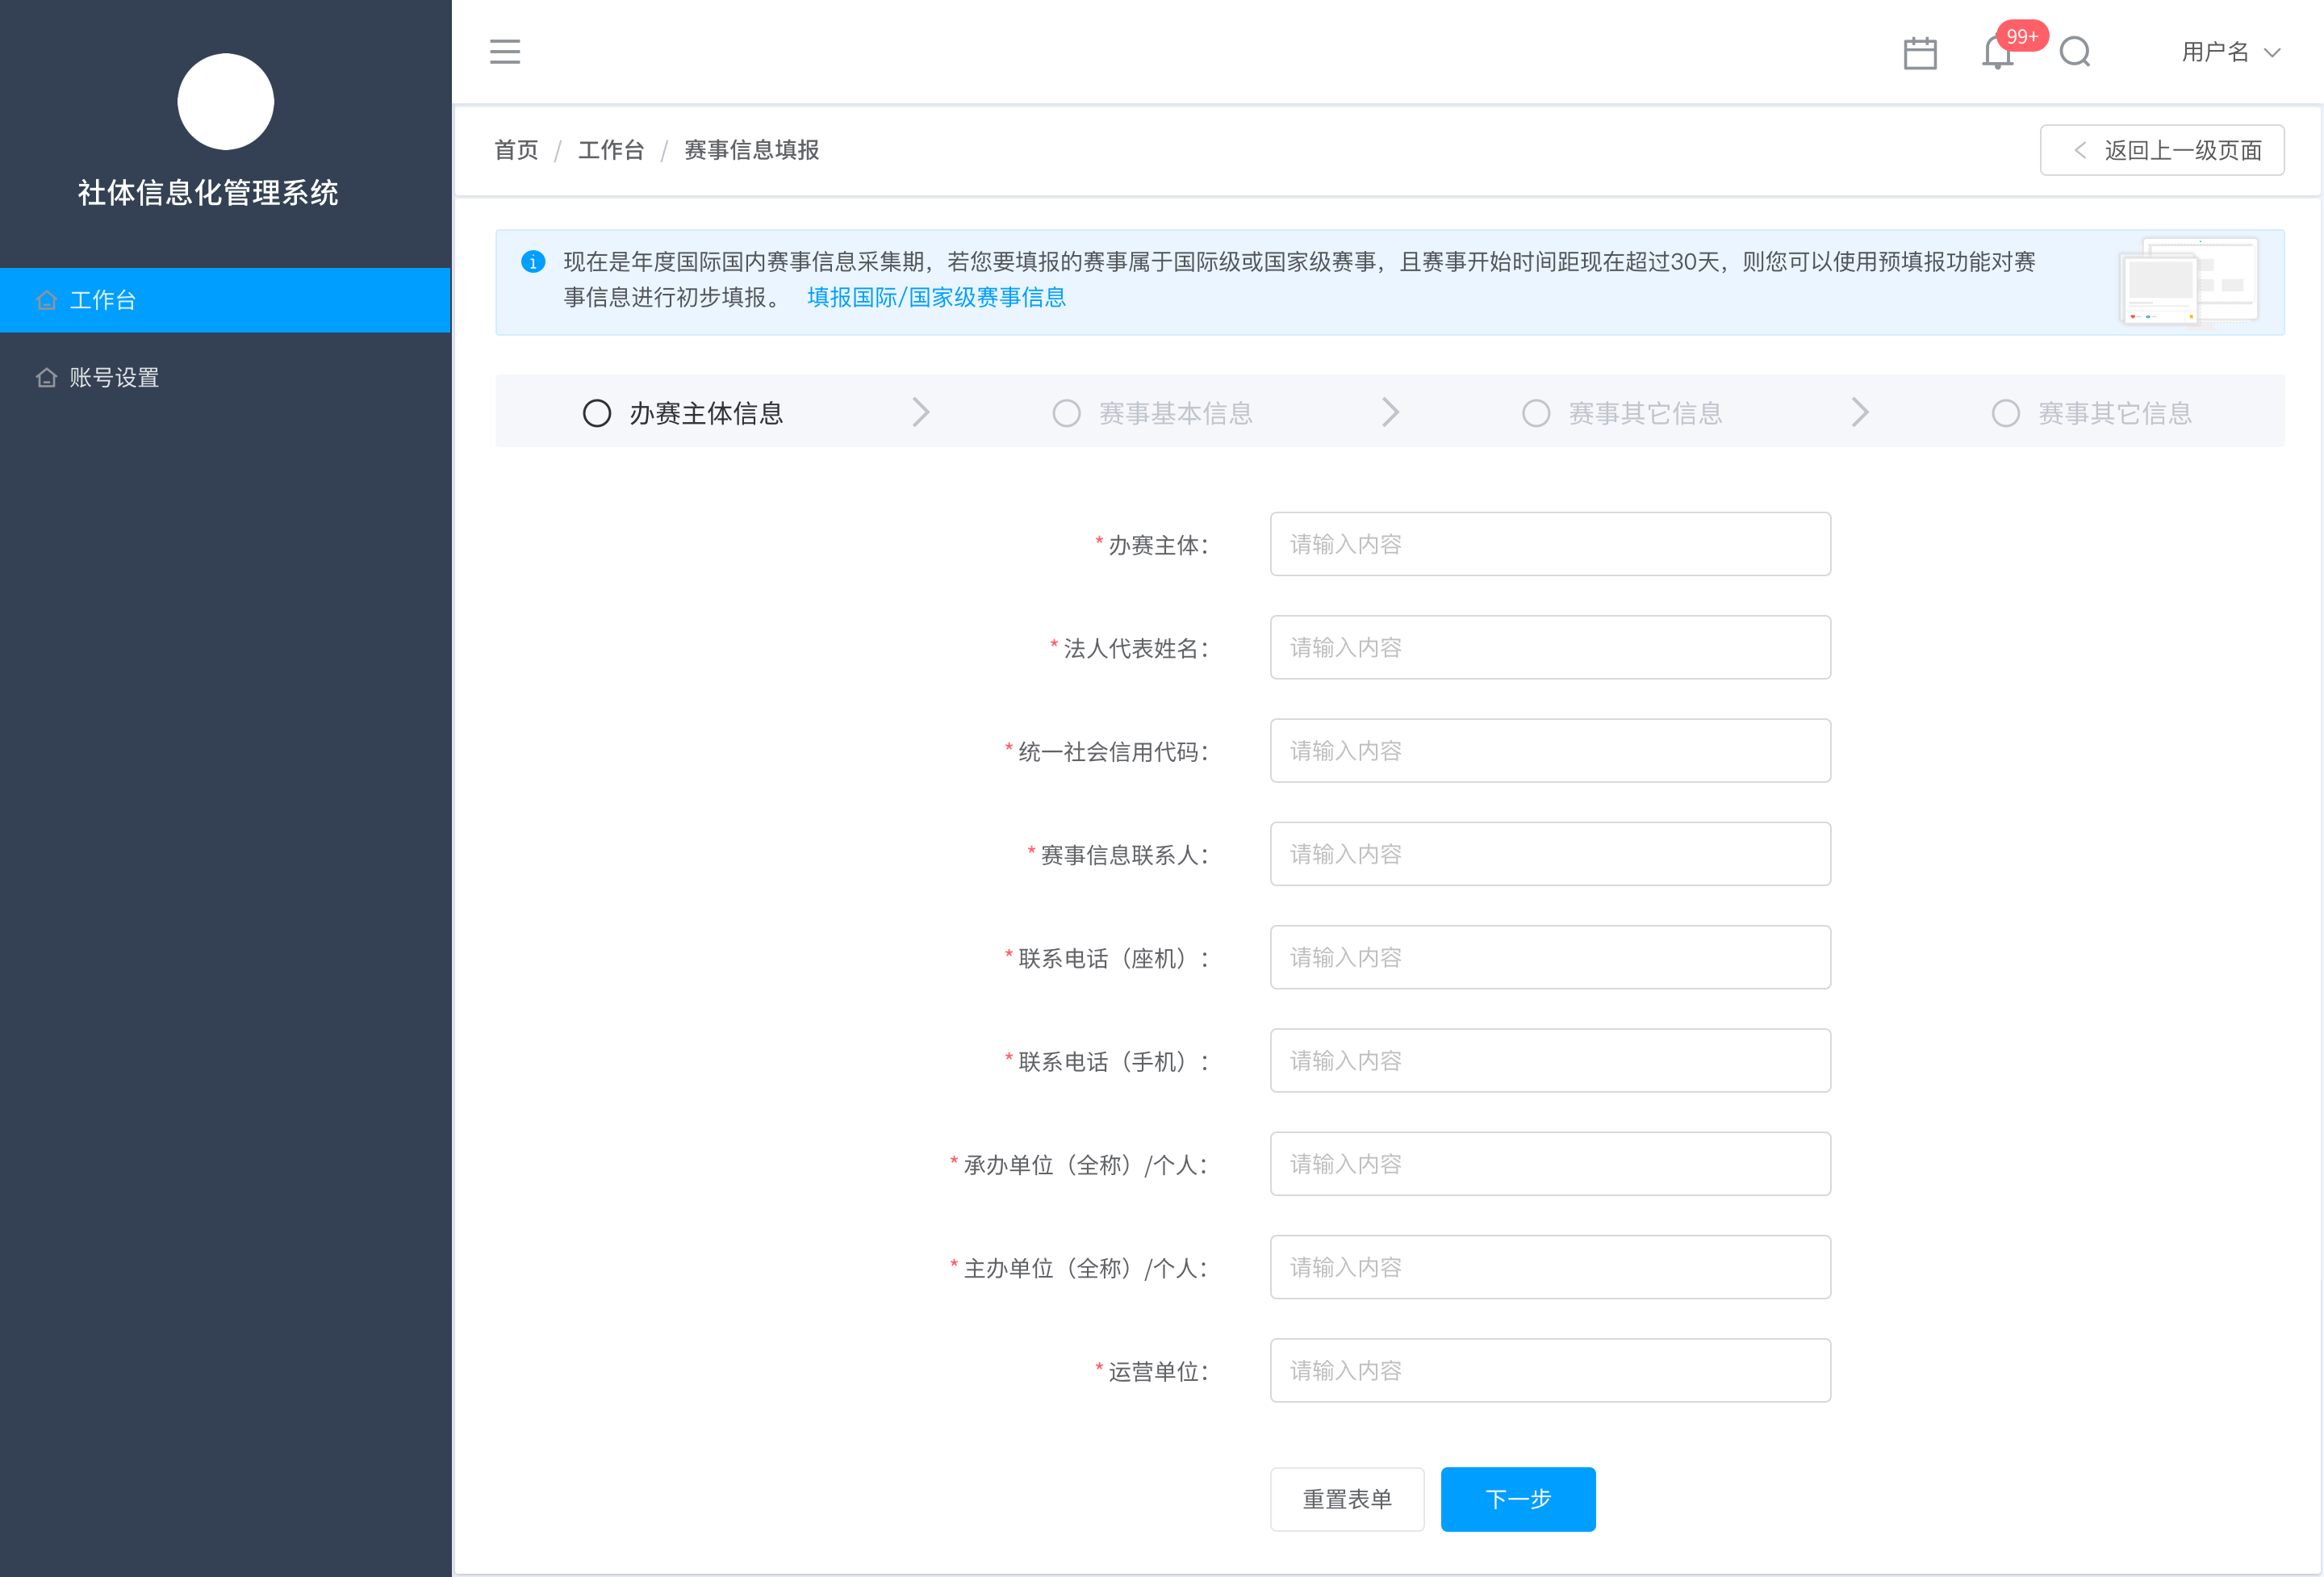 社体信息化管理系统
工作台
账号设置
99+
用户名
首页 / 工作台 / 赛事信息填报
返回上一级页面
现在是年度国际国内赛事信息采集期，若您要填报的赛事属于国际级或国家级赛事，且赛事开始时间距现在超过30天，则您可以使用预填报功能对赛
事信息进行初步填报。 填报国际/国家级赛事信息
办赛主体信息
赛事基本信息
赛事其它信息
赛事其它信息
* 办赛主体： 请输入内容
* 法人代表姓名： 请输入内容
* 统一社会信用代码： 请输入内容
* 赛事信息联系人： 请输入内容
* 联系电话（座机）： 请输入内容
* 联系电话（手机）： 请输入内容
* 承办单位（全称）/个人： 请输入内容
* 主办单位（全称）/个人： 请输入内容
* 运营单位： 请输入内容
重置表单
下一步